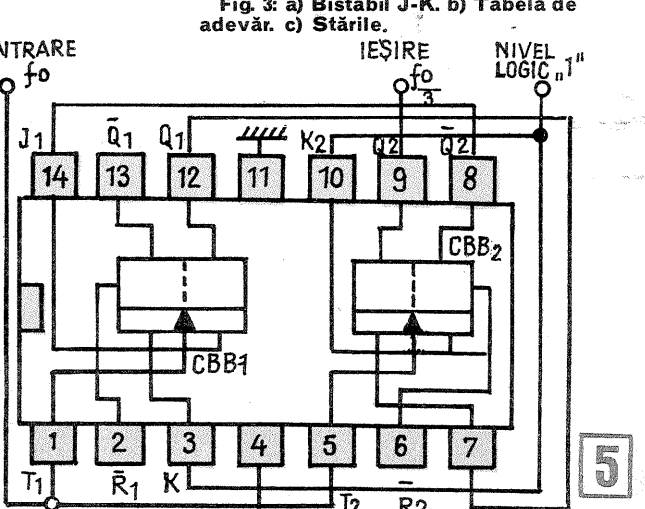 Fig. 3: a) Bistabil J-K. b) Tabela de
adevăr. c) Stările.
NTRARE
fo
IEȘIRE
fo/3
NIVEL
LOGIC „1"
J1 Q̄1 Q1 K2 Q2 Q̄2
14 13 12 11 10 9 8
CBB2
CBB1
1 2 3 4 5 6 7
T1 R̄1 K T2 R̄2
5